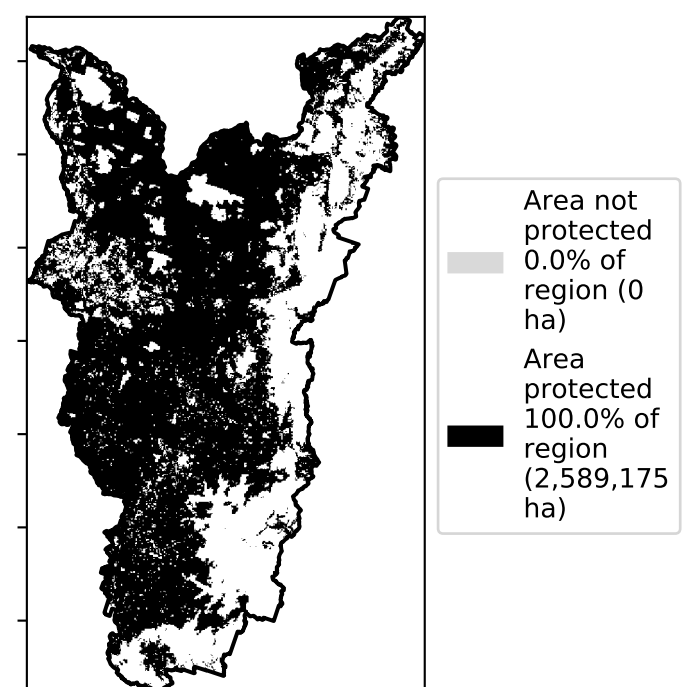 Area not
protected
0.0% of
region (0
ha)
Area
protected
100.0% of
region
(2,589,175
ha)